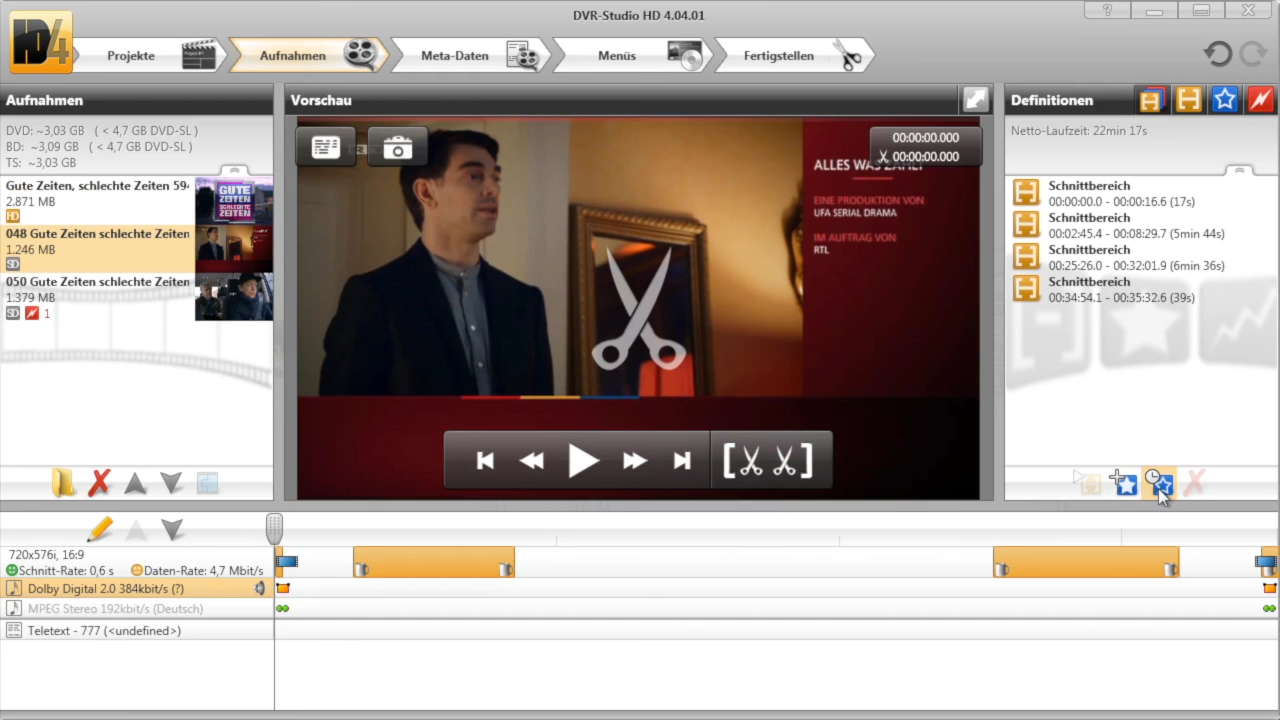 DVR-Studio HD 4.04.01
HD4
Projekte
Aufnahmen
Meta-Daten
Menüs
Fertigstellen
Aufnahmen
DVD: ~3,03 GB ( < 4,7 GB DVD-SL )
BD: ~3,09 GB ( < 4,7 GB DVD-SL )
TS: ~3,03 GB
Gute Zeiten, schlechte Zeiten 59
2.871 MB
HD
GUTE
ZEITEN
SCHLECHTE
ZEITEN
048 Gute Zeiten schlechte Zeiten
1.246 MB
SD
050 Gute Zeiten schlechte Zeiten
1.379 MB
SD 1
Vorschau
00:00:00.000
00:00:00.000
ALLES WAS ZÄHLT
EINE PRODUKTION VON
UFA SERIAL DRAMA
IM AUFTRAG VON
RTL
Definitionen
Netto-Laufzeit: 22min 17s
Schnittbereich
00:00:00.0 - 00:00:16.6 (17s)
Schnittbereich
00:02:45.4 - 00:08:29.7 (5min 44s)
Schnittbereich
00:25:26.0 - 00:32:01.9 (6min 36s)
Schnittbereich
00:34:54.1 - 00:35:32.6 (39s)
720x576i, 16:9
Schnitt-Rate: 0,6 s Daten-Rate: 4,7 Mbit/s
Dolby Digital 2.0 384kbit/s (?)
MPEG Stereo 192kbit/s (Deutsch)
Teletext - 777 (<undefined>)